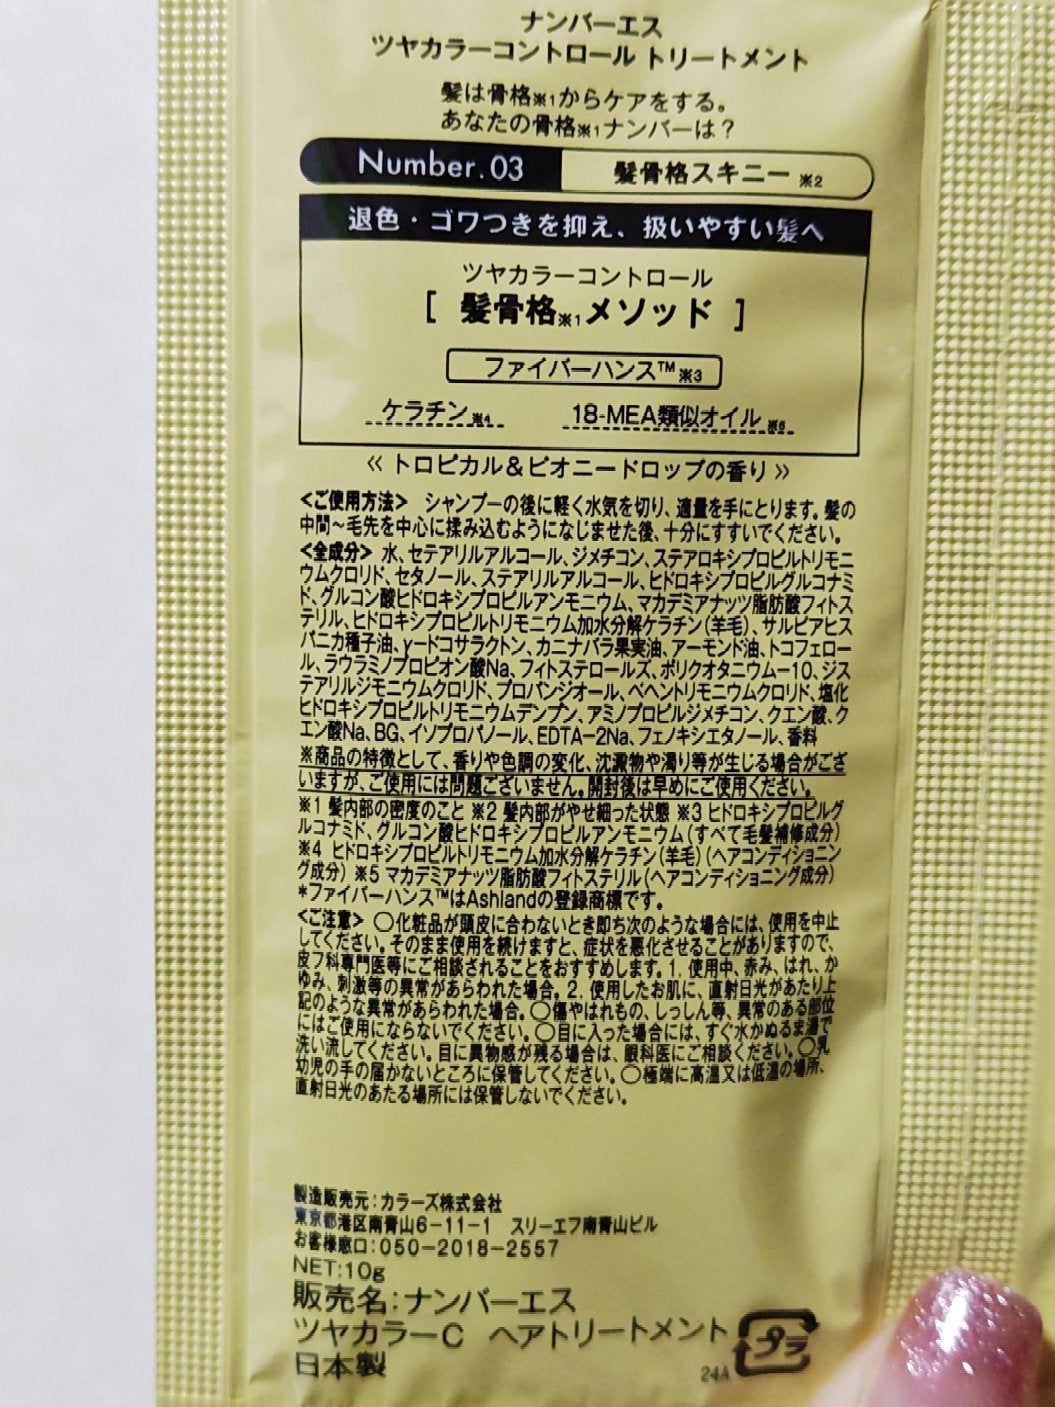 ナンバーエス
ツヤカラーコントロール トリートメント
髪は骨格※1からケアをする。
あなたの骨格※1ナンバーは?
Number.03 髪骨格スキニー ※2
退色・ゴワつきを抑え、扱いやすい髪へ
ツヤカラーコントロール
[ 髪骨格※1メソッド ]
ファイバーハンス™※3
ケラチン※4 18-MEA類似オイル※5
≪トロピカル&ピオニードロップの香り≫
<ご使用方法> シャンプーの後に軽く水気を切り、適量を手にとります。髪の
中間~毛先を中心に揉み込むようになじませた後、十分にすすいでください。
<全成分> 水、セテアリルアルコール、ジメチコン、ステアロキシプロピルトリモニ
ウムクロリド、セタノール、ステアリルアルコール、ヒドロキシプロピルグルコナミ
ド、グルコン酸ヒドロキシプロピルアンモニウム、マカデミアナッツ脂肪酸フィトス
テリル、ヒドロキシプロピルトリモニウム加水分解ケラチン(羊毛)、サルビアヒス
パニカ種子油、γ-ドコサラクトン、カニナバラ果実油、アーモンド油、トコフェロー
ル、ラウラミノプロピオン酸Na、フィトステロールズ、ポリクオタニウム-10、ジス
テアリルジモニウムクロリド、プロパンジオール、ベヘントリモニウムクロリド、塩化
ヒドロキシプロピルトリモニウムデンプン、アミノプロピルジメチコン、クエン酸、ク
エン酸Na、BG、イソプロパノール、EDTA-2Na、フェノキシエタノール、香料
※商品の特徴として、香りや色調の変化、沈澱物や濁り等が生じる場合がござ
いますが、ご使用には問題ございません。開封後は早めにご使用ください。
※1 髪内部の密度のこと ※2 髪内部がやせ細った状態 ※3 ヒドロキシプロピルグ
ルコナミド、グルコン酸ヒドロキシプロピルアンモニウム(すべて毛髪補修成分)
※4 ヒドロキシプロピルトリモニウム加水分解ケラチン(羊毛)(ヘアコンディショニン
グ成分) ※5 マカデミアナッツ脂肪酸フィトステリル(ヘアコンディショニング成分)
*ファイバーハンス™はAshlandの登録商標です。
<ご注意> ○化粧品が頭皮に合わないとき即ち次のような場合には、使用を中止
してください。そのまま使用を続けますと、症状を悪化させることがありますので、
皮フ科専門医等にご相談されることをおすすめします。1. 使用中、赤み、はれ、か
ゆみ、刺激等の異常があらわれた場合。2. 使用したお肌に、直射日光があたり上
記のような異常があらわれた場合。○傷やはれもの、しっしん等、異常のある部位
にはご使用にならないでください。○目に入った場合には、すぐ水かぬるま湯で
洗い流してください。目に異物感が残る場合は、眼科医にご相談ください。○乳
幼児の手の届かないところに保管してください。○極端に高温又は低温の場所、
直射日光のあたる場所には保管しないでください。
製造販売元:カラーズ株式会社
東京都港区南青山6-11-1 スリーエフ南青山ビル
お客様窓口:050-2018-2557
NET:10g
販売名:ナンバーエス
ツヤカラーC ヘアトリートメント
日本製
プラ
24A